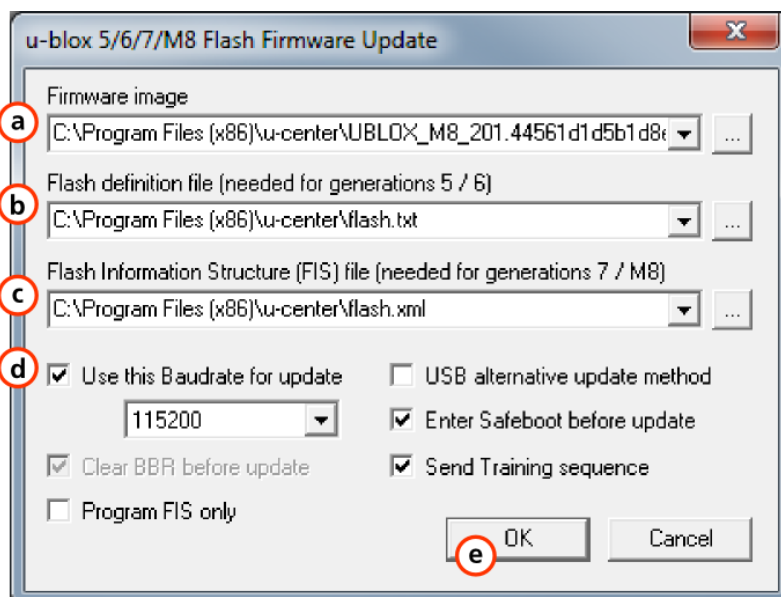 u-blox 5/6/7/M8 Flash Firmware Update
Firmware image
a
C:\Program Files (x86)\u-center\UBLOX_M8_201.44561d1d5b1d8e
...
Flash definition file (needed for generations 5 / 6)
b
C:\Program Files (x86)\u-center\flash.txt
...
Flash Information Structure (FIS) file (needed for generations 7 / M8)
c
C:\Program Files (x86)\u-center\flash.xml
...
d
Use this Baudrate for update
USB alternative update method
115200
Enter Safeboot before update
Clear BBR before update
Send Training sequence
Program FIS only
e
OK
Cancel